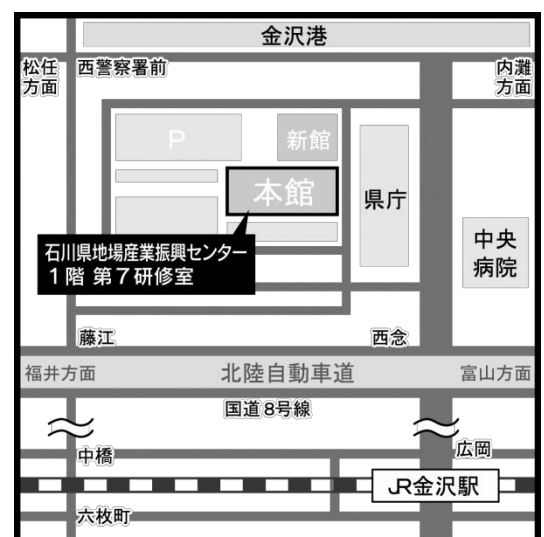 金沢港
松任
方面
西警察署前
内灘
方面
P
新館
本館
県庁
中央
病院
石川県地場産業振興センター
1階 第7研修室
藤江
西念
福井方面
北陸自動車道
富山方面
国道8号線
中橋
広岡
JR金沢駅
六枚町